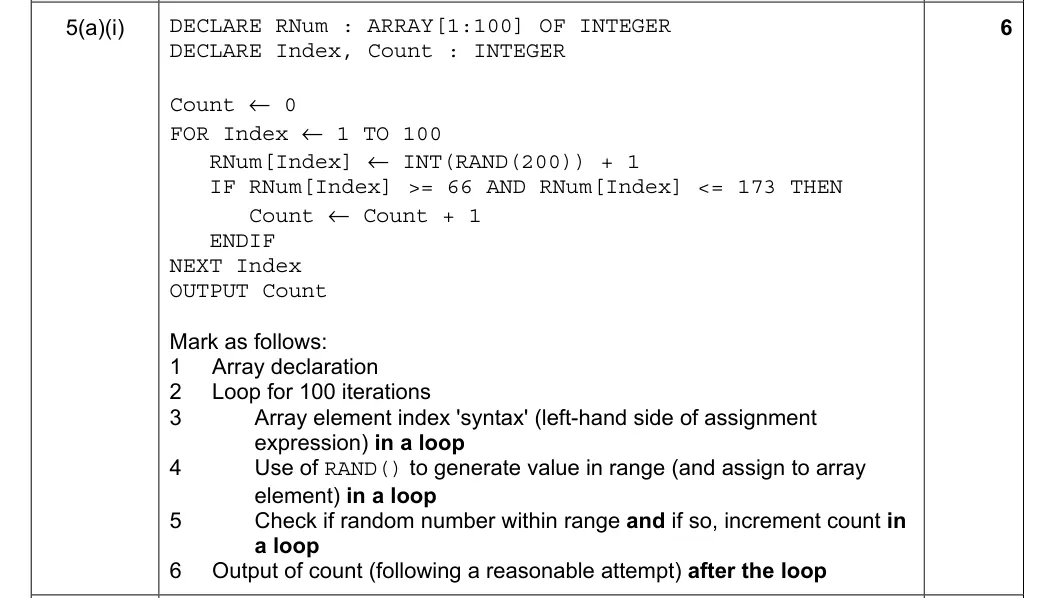 5(a)(i)
DECLARE RNum : ARRAY[1:100] OF INTEGER
6
DECLARE Index, Count : INTEGER
Count ← 0
FOR Index ← 1 TO 100
RNum[Index] ← INT(RAND(200)) + 1
IF RNum[Index] >= 66 AND RNum[Index] <= 173 THEN
Count ← Count + 1
ENDIF
NEXT Index
OUTPUT Count
Mark as follows:
1 Array declaration
2 Loop for 100 iterations
3 Array element index 'syntax' (left-hand side of assignment
expression) in a loop
4 Use of RAND() to generate value in range (and assign to array
element) in a loop
5 Check if random number within range and if so, increment count in
a loop
6 Output of count (following a reasonable attempt) after the loop